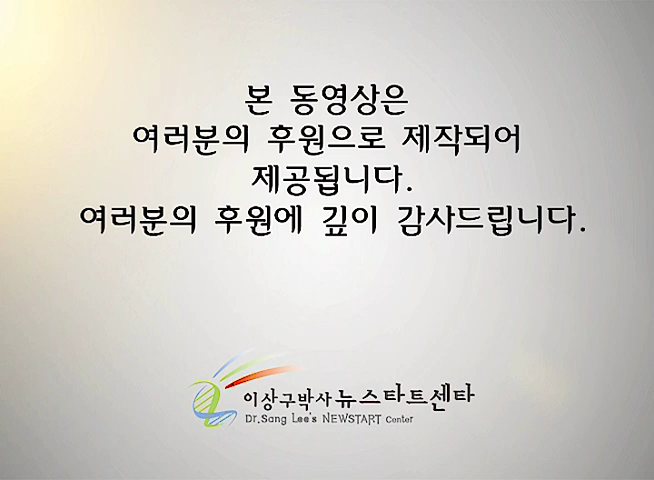 본 동영상은
여러분의 후원으로 제작되어
제공됩니다.
여러분의 후원에 깊이 감사드립니다.
이상구박사 뉴스타트센타
Dr.Sang Lee's NEWSTART Center